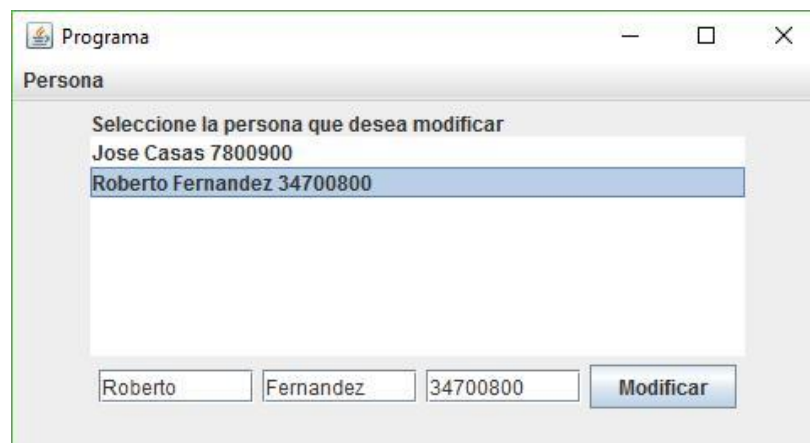 Programa
Persona
Seleccione la persona que desea modificar
Jose Casas 7800900
Roberto Fernandez 34700800
Roberto Fernandez 34700800 Modificar